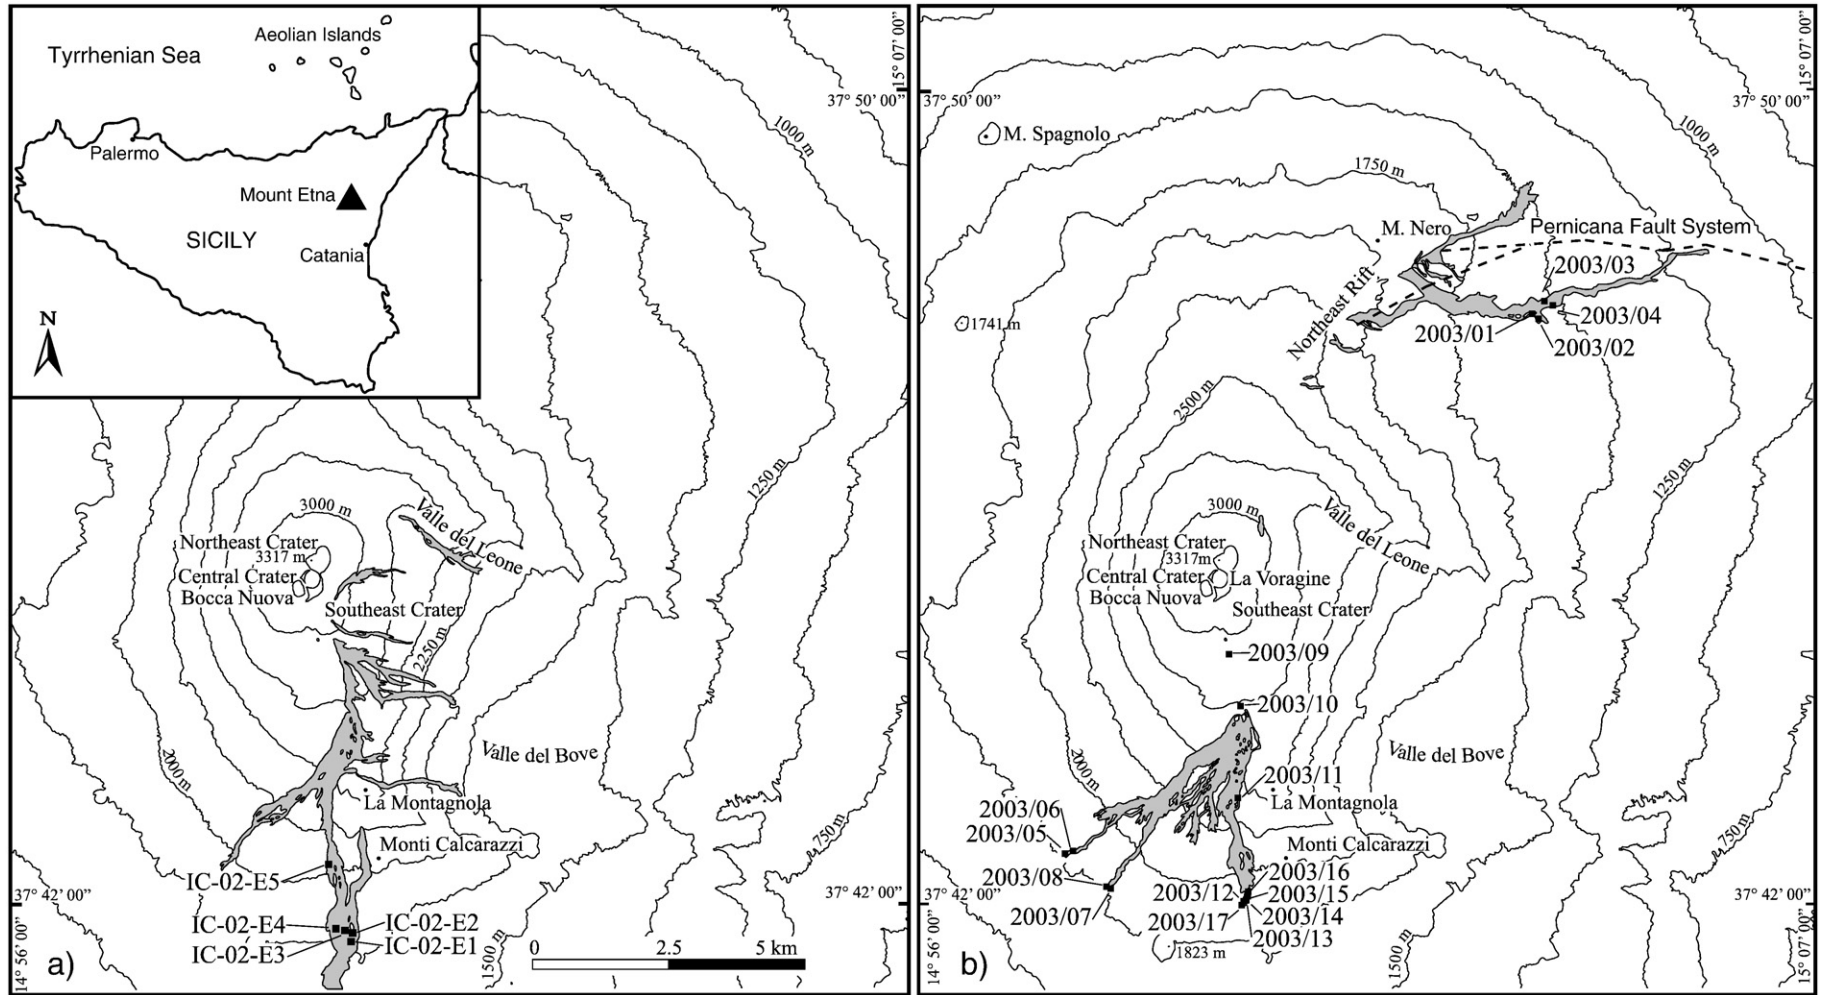 Tyrrhenian Sea
Aeolian Islands
Palermo
Mount Etna
SICILY
Catania
N
15° 07’ 00”
37° 50’ 00”
1000 m
1250 m
3000 m
Valle del Leone
Northeast Crater
3317 m
Central Crater
Bocca Nuova
Southeast Crater
2250 m
2000 m
Valle del Bove
La Montagnola
Monti Calcarazzi
750 m
IC-02-E5
37° 42’ 00”
37° 42’ 00”
IC-02-E4
IC-02-E2
IC-02-E3
IC-02-E1
14° 56’ 00”
a)
1500 m
0 2.5 5 km
15° 07’ 00”
37° 50’ 00”
37° 50’ 00”
M. Spagnolo
1000 m
1750 m
M. Nero
Pernicana Fault System
2003/03
Northeast Rift
1741 m
2003/01
2003/04
2003/02
2500 m
1250 m
3000 m
Valle del Leone
Northeast Crater
3317m
Central Crater
La Voragine
Bocca Nuova
Southeast Crater
2003/09
2003/10
2000 m
Valle del Bove
2003/11
2003/06
La Montagnola
2003/05
750 m
Monti Calcarazzi
2003/08
2003/16
37° 42’ 00”
37° 42’ 00”
2003/12
2003/15
2003/07
2003/17
2003/14
2003/13
1823 m
14° 56’ 00”
b)
1500 m
15° 07’ 00”